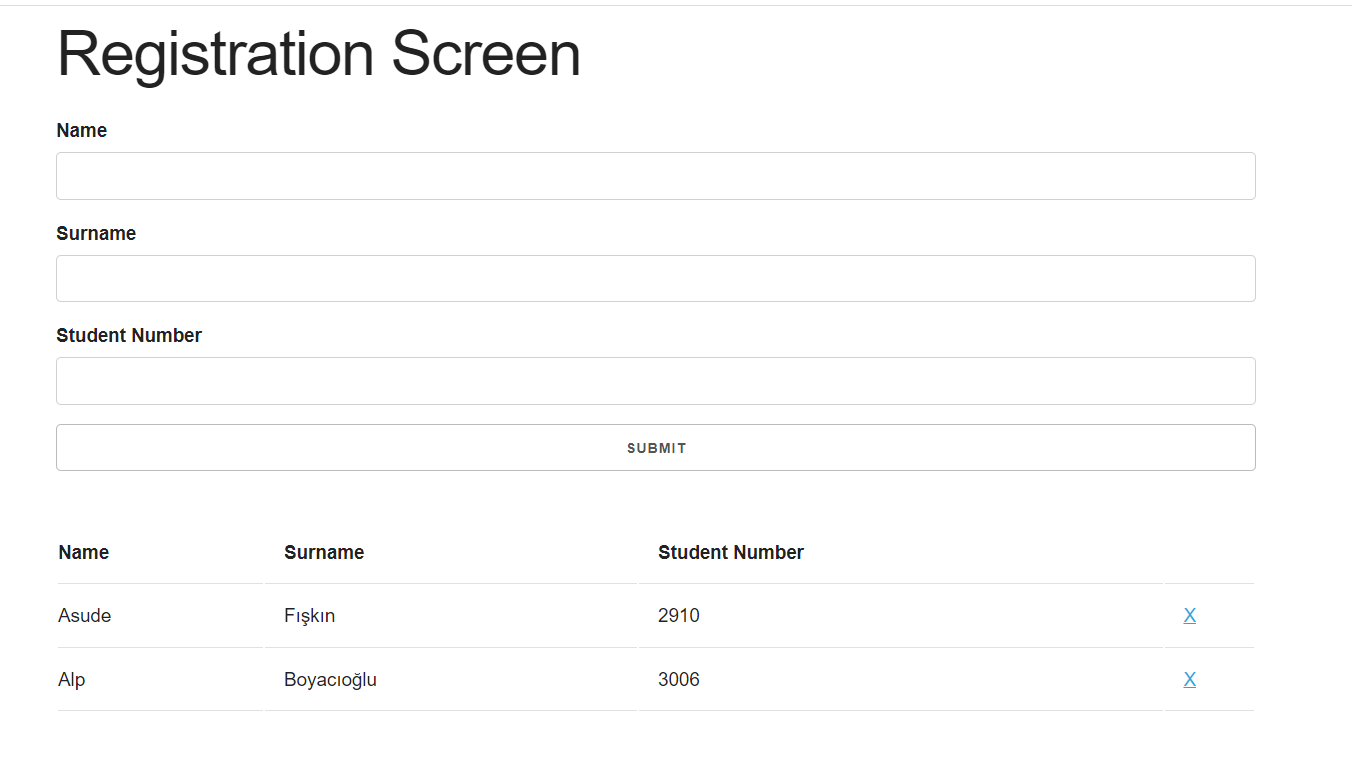 Registration Screen
Name
Surname
Student Number
SUBMIT
Name Surname Student Number
Asude Fışkın 2910 X
Alp Boyacıoğlu 3006 X